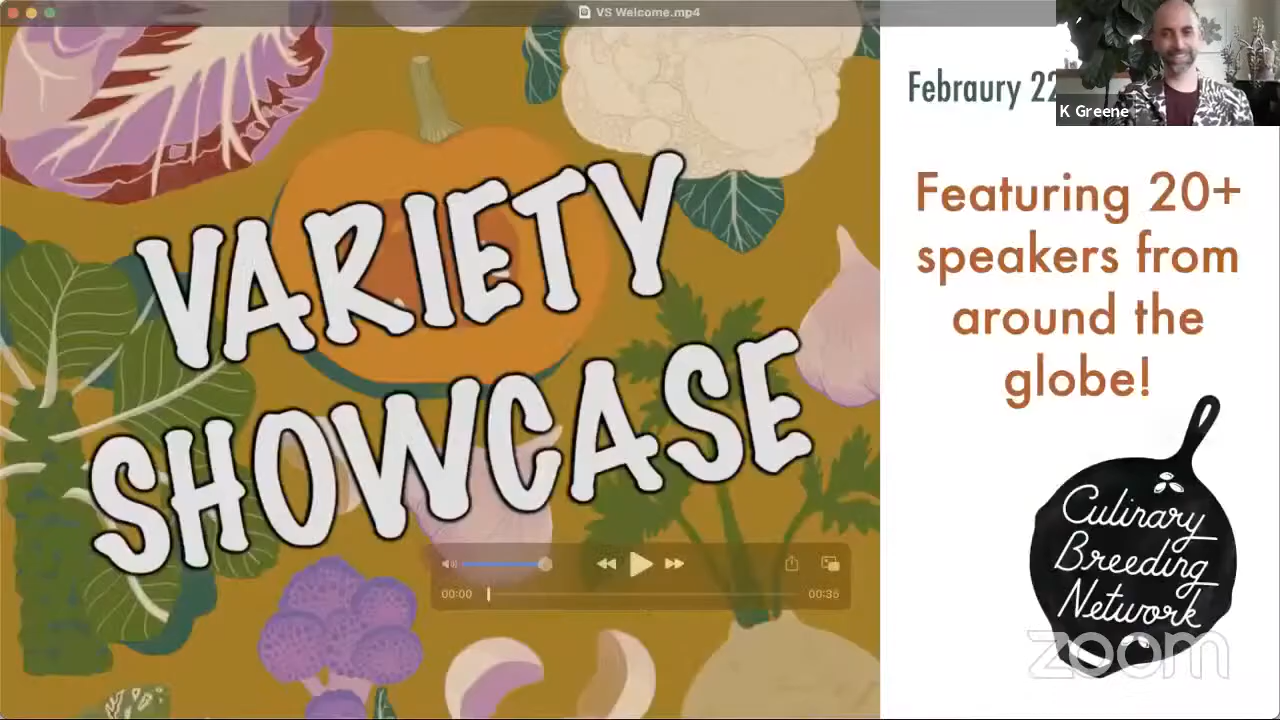 VS Welcome.mp4
Febraury 22
K Greene
VARIETY
SHOWCASE
Featuring 20+
speakers from
around the
globe!
Culinary
Breeding
Network
00:00
00:35
zoom